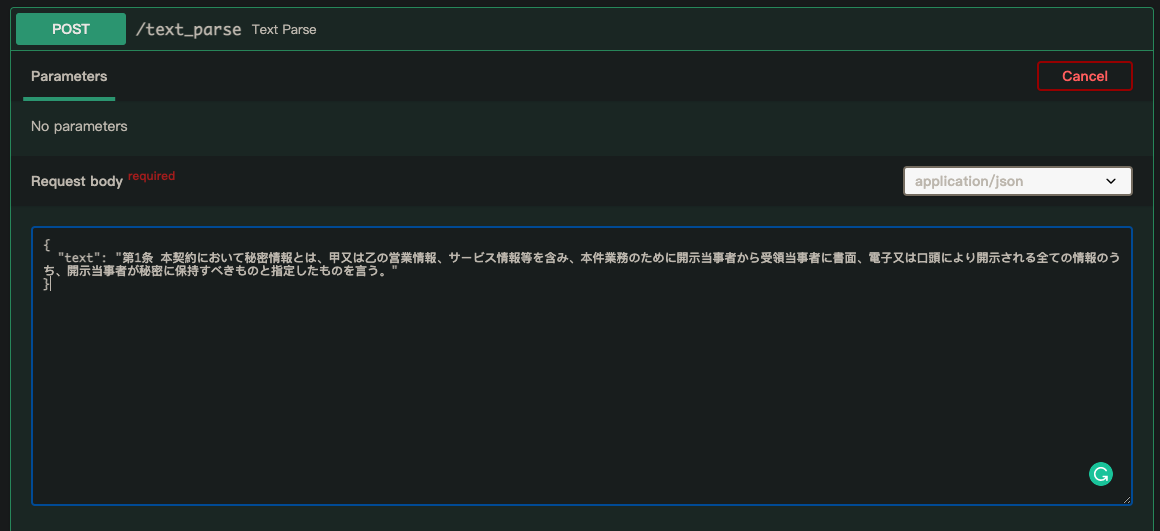 POST /text_parse Text Parse
Parameters Cancel
No parameters
Request body required application/json
{
"text": "第1条 本契約において秘密情報とは、甲又は乙の営業情報、サービス情報等を含み、本件業務のために開示当事者から受領当事者に書面、電子又は口頭により開示される全ての情報のう
ち、開示当事者が秘密に保持すべきものと指定したものを言う。"
}